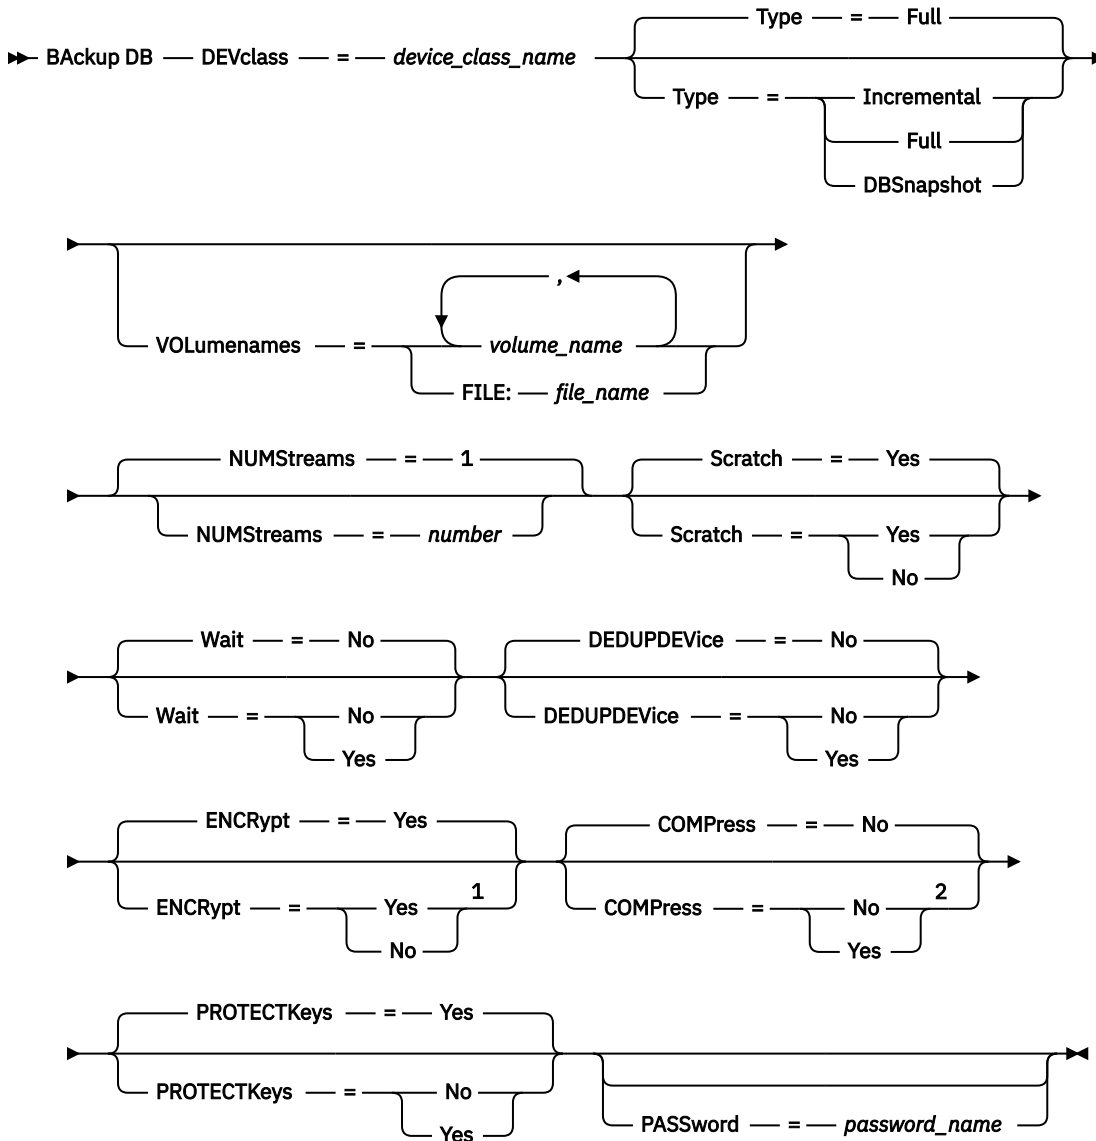 Type = Full
BAckup DB DEVclass = device_class_name
Type = Incremental
Full
DBSnapshot
,
VOLumenames = volume_name
FILE: file_name
NUMStreams = 1 Scratch = Yes
NUMStreams = number Scratch = Yes
No
Wait = No DEDUPDEVice = No
Wait = No DEDUPDEVice = No
Yes Yes
ENCRypt = Yes COMPress = No
ENCRypt = Yes 1 COMPress = No 2
No Yes
PROTECTKeys = Yes
PROTECTKeys = No
Yes PASSword = password_name